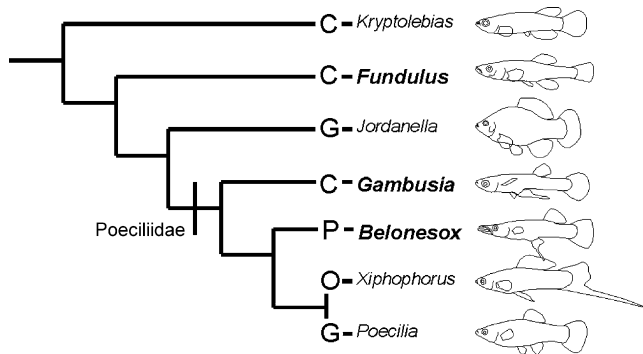 C - Kryptolebias
C - Fundulus
G - Jordanella
C - Gambusia
Poeciliidae
P - Belonesox
O - Xiphophorus
G - Poecilia